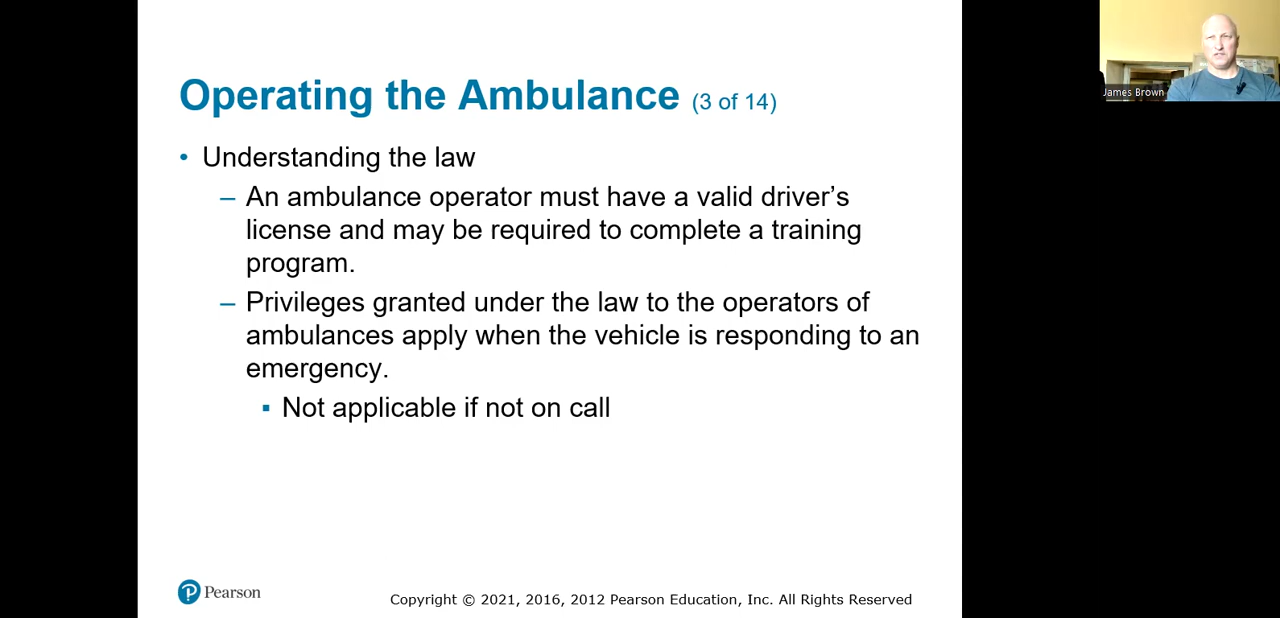 Operating the Ambulance (3 of 14)
• Understanding the law
– An ambulance operator must have a valid driver’s
license and may be required to complete a training
program.
– Privileges granted under the law to the operators of
ambulances apply when the vehicle is responding to an
emergency.
▪ Not applicable if not on call
Pearson
Copyright © 2021, 2016, 2012 Pearson Education, Inc. All Rights Reserved
James Brown